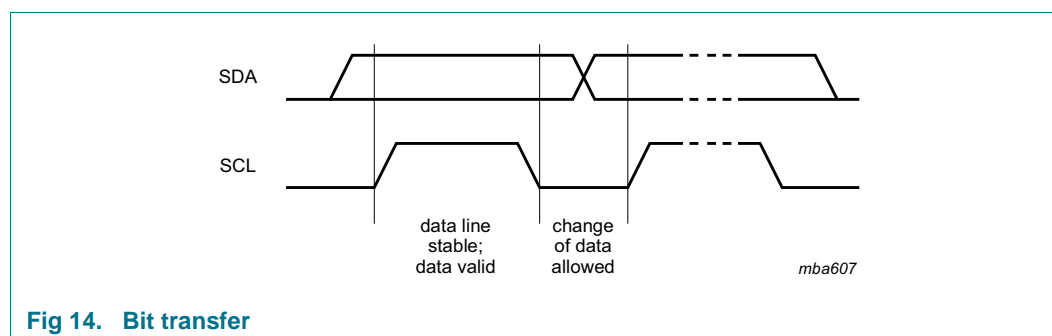 SDA
SCL
data line
stable;
data valid
change
of data
allowed
mba607
Fig 14. Bit transfer